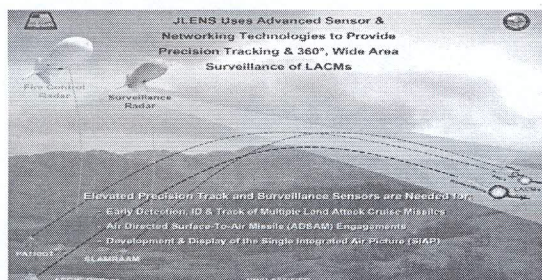 JLENS Uses Advanced Sensor &
Networking Technologies to Provide
Precision Tracking & 360°, Wide Area
Surveillance of LACMs
Fire Control
Radar
Surveillance
Radar
LACMs
Elevated Precision Track and Surveillance Sensors are Needed for:
– Early Detection, ID & Track of Multiple Land Attack Cruise Missiles
– Air Directed Surface-To-Air Missile (ADSAM) Engagements
– Development & Display of the Single Integrated Air Picture (SIAP)
PATRIOT
SLAMRAAM